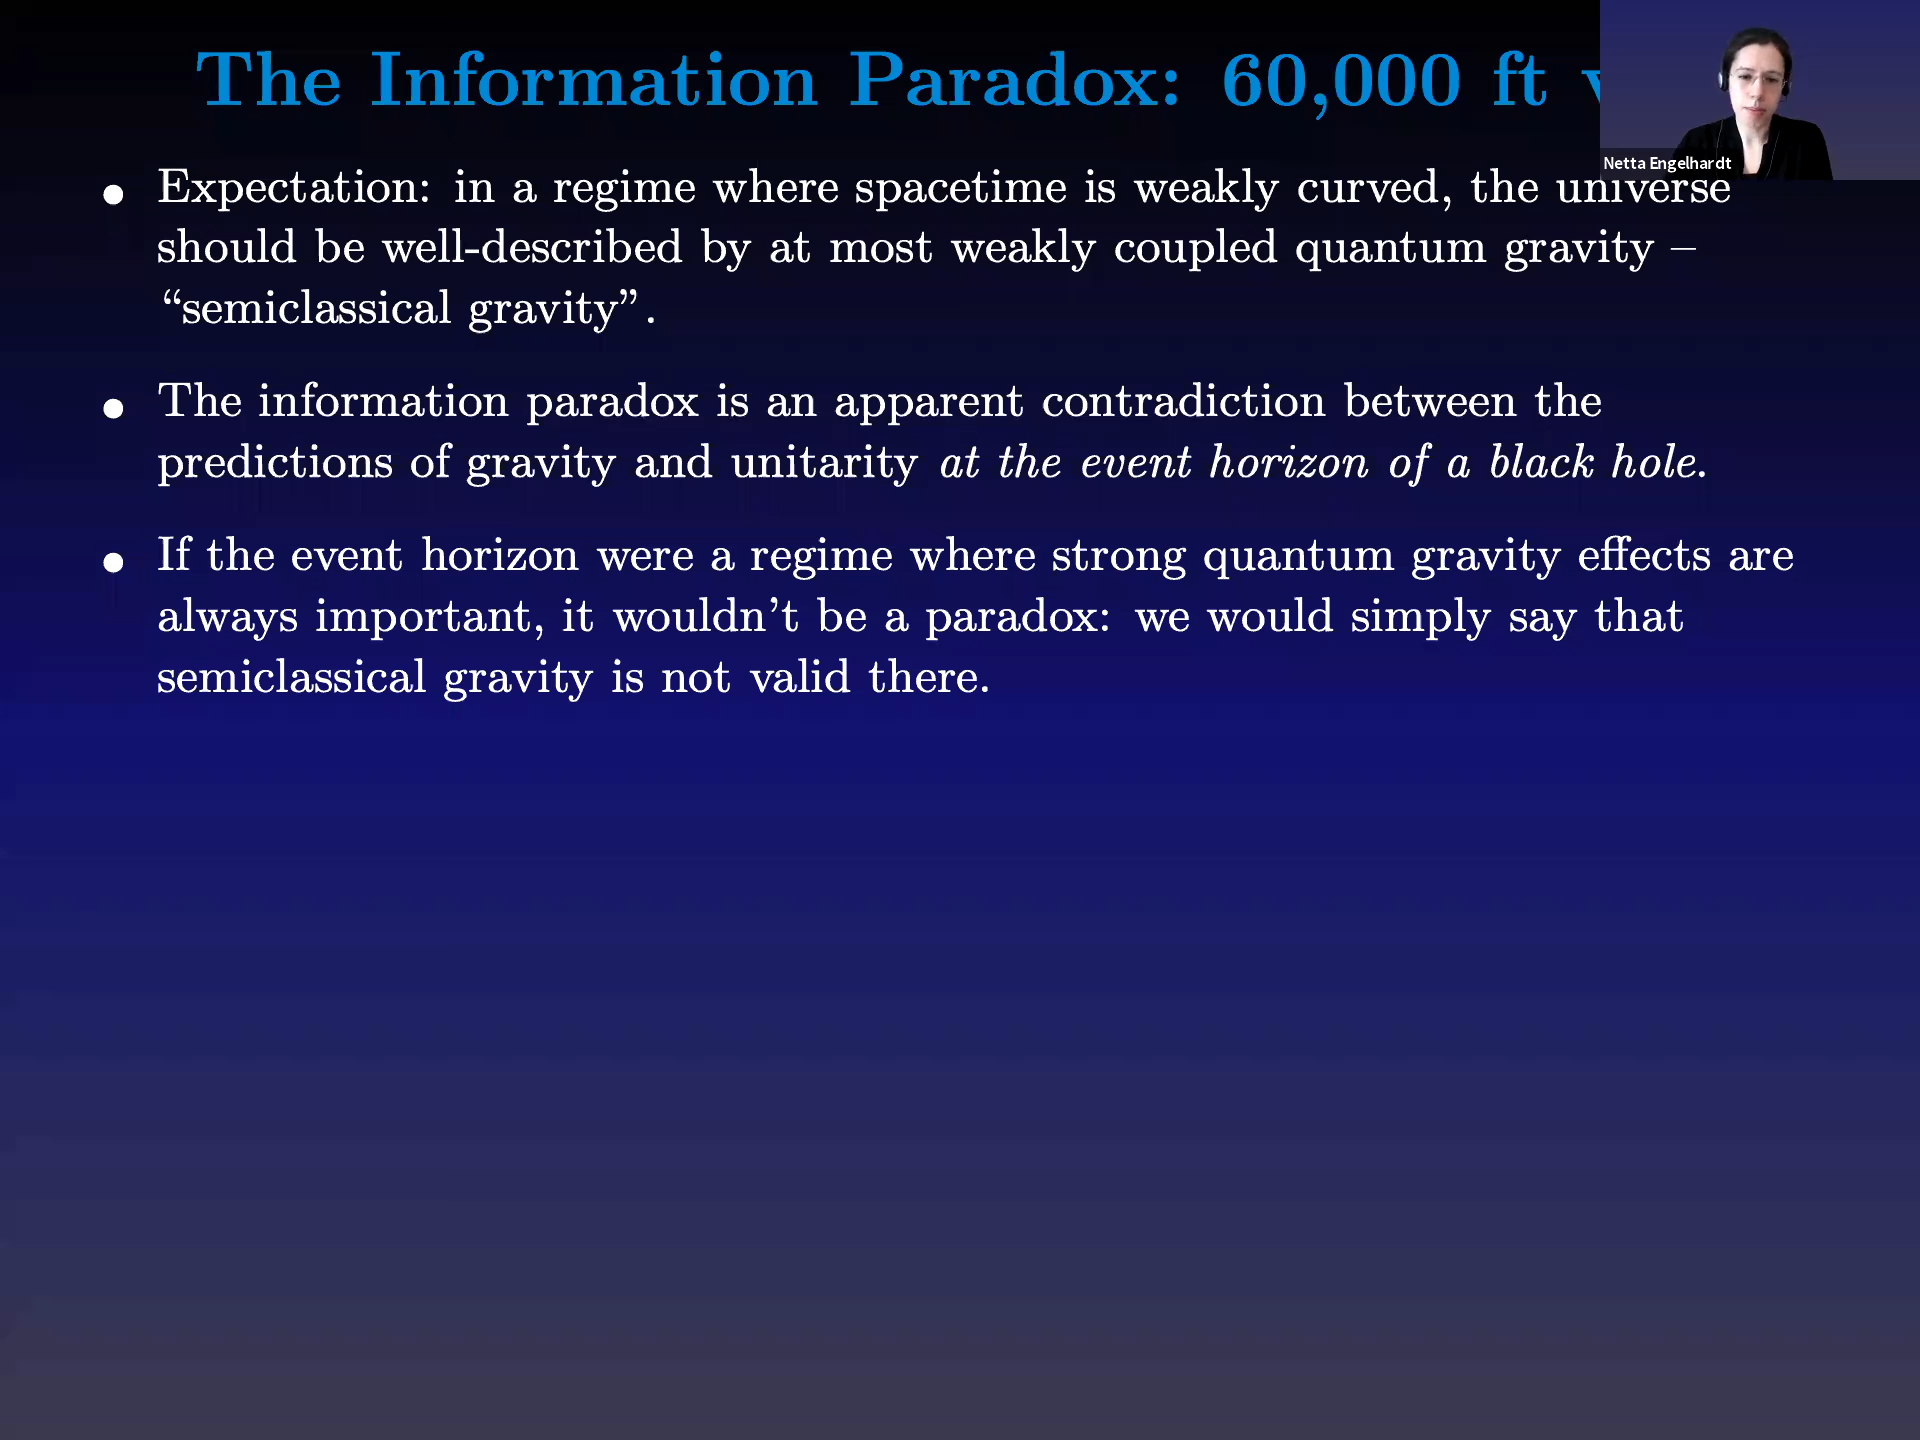 The Information Paradox: 60,000 ft
Netta Engelhardt
• Expectation: in a regime where spacetime is weakly curved, the universe
should be well-described by at most weakly coupled quantum gravity –
“semiclassical gravity”.
• The information paradox is an apparent contradiction between the
predictions of gravity and unitarity at the event horizon of a black hole.
• If the event horizon were a regime where strong quantum gravity effects are
always important, it wouldn’t be a paradox: we would simply say that
semiclassical gravity is not valid there.